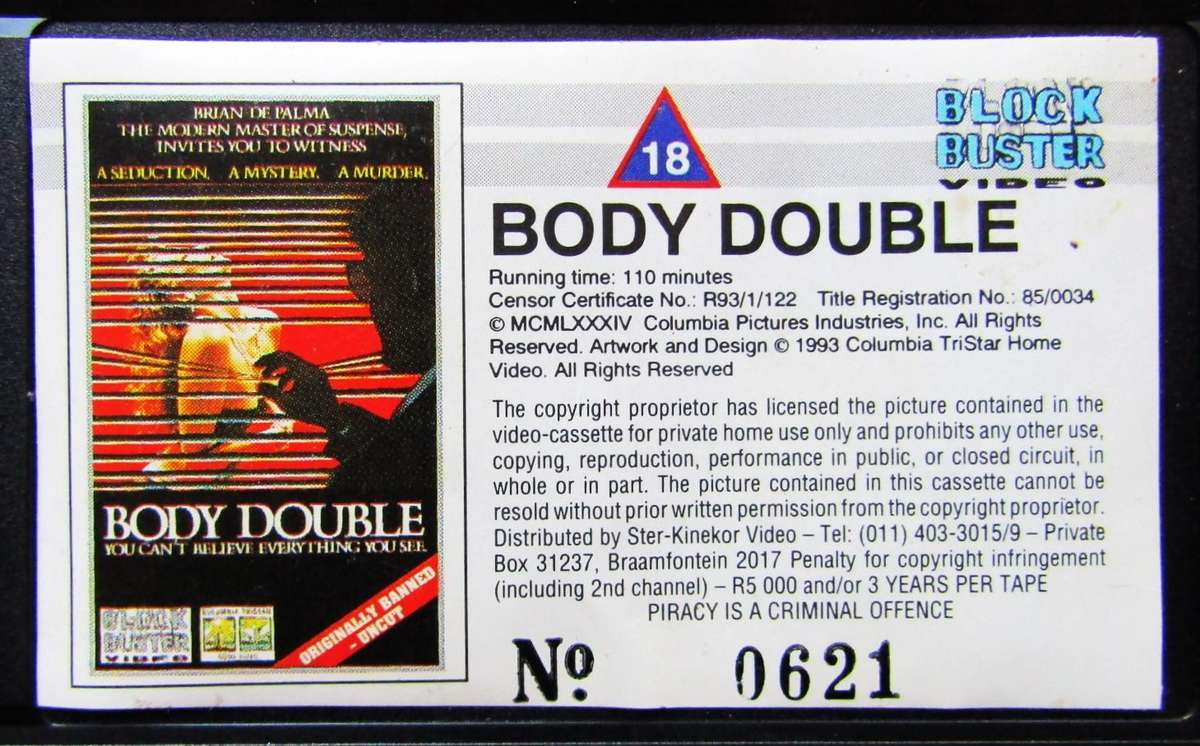 BRIAN DE PALMA
THE MODERN MASTER OF SUSPENSE,
INVITES YOU TO WITNESS
A SEDUCTION. A MYSTERY. A MURDER.
BODY DOUBLE
YOU CAN'T BELIEVE EVERYTHING YOU SEE.
BLOCK
BUSTER
VIDEO
COLUMBIA TRISTAR
HOME VIDEO
ORIGINALLY BANNED
- UNCUT
18
BLOCK
BUSTER
VIDEO
BODY DOUBLE
Running time: 110 minutes
Censor Certificate No.: R93/1/122 Title Registration No.: 85/0034
© MCMLXXXIV Columbia Pictures Industries, Inc. All Rights
Reserved. Artwork and Design © 1993 Columbia TriStar Home
Video. All Rights Reserved
The copyright proprietor has licensed the picture contained in the
video-cassette for private home use only and prohibits any other use,
copying, reproduction, performance in public, or closed circuit, in
whole or in part. The picture contained in this cassette cannot be
resold without prior written permission from the copyright proprietor.
Distributed by Ster-Kinekor Video – Tel: (011) 403-3015/9 – Private
Box 31237, Braamfontein 2017 Penalty for copyright infringement
(including 2nd channel) – R5 000 and/or 3 YEARS PER TAPE
PIRACY IS A CRIMINAL OFFENCE
No. 0621